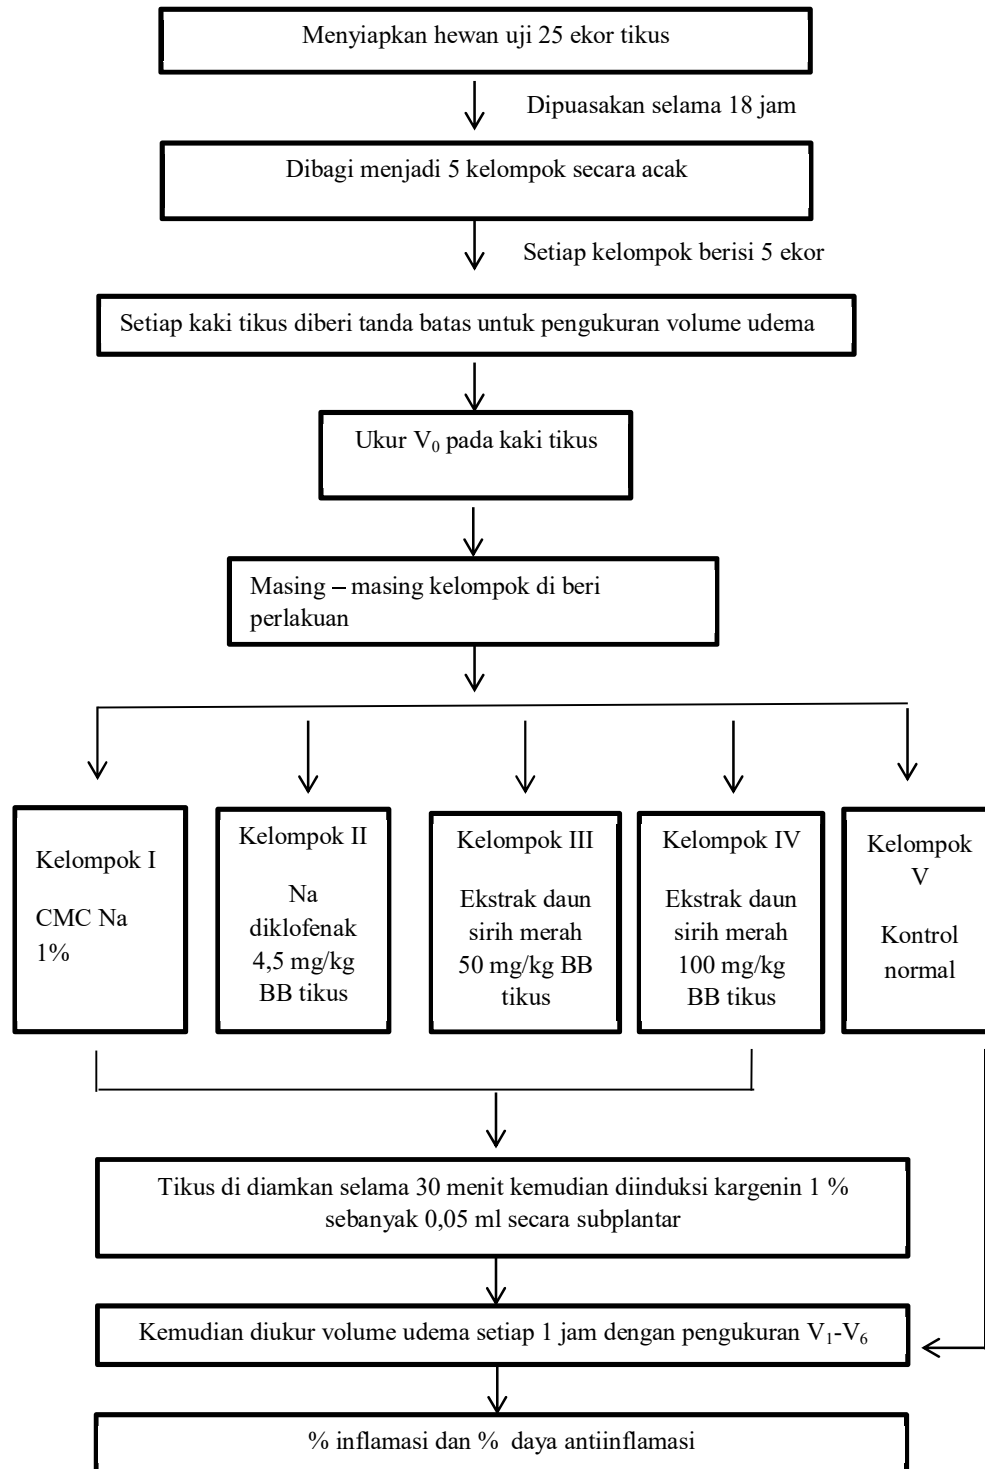 Menyiapkan hewan uji 25 ekor tikus
Dipuasakan selama 18 jam
Dibagi menjadi 5 kelompok secara acak
Setiap kelompok berisi 5 ekor
Setiap kaki tikus diberi tanda batas untuk pengukuran volume udema
Ukur V₀ pada kaki tikus
Masing – masing kelompok di beri
perlakuan
Kelompok I
CMC Na
1%
Kelompok II
Na
diklofenak
4,5 mg/kg
BB tikus
Kelompok III
Ekstrak daun
sirih merah
50 mg/kg BB
tikus
Kelompok IV
Ekstrak daun
sirih merah
100 mg/kg
BB tikus
Kelompok
V
Kontrol
normal
Tikus di diamkan selama 30 menit kemudian diinduksi kargenin 1 %
sebanyak 0,05 ml secara subplantar
Kemudian diukur volume udema setiap 1 jam dengan pengukuran V₁-V₆
% inflamasi dan % daya antiinflamasi